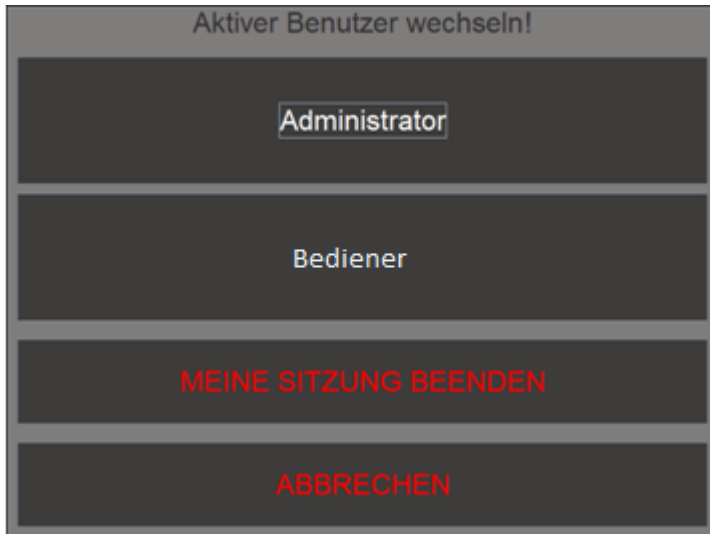 Aktiver Benutzer wechseln!
Administrator
Bediener
MEINE SITZUNG BEENDEN
ABBRECHEN